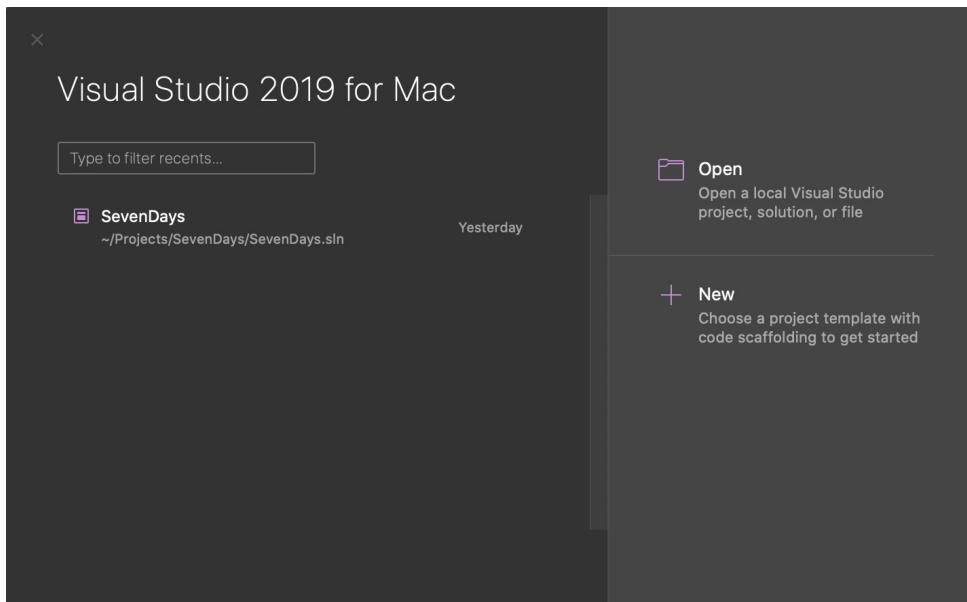 Visual Studio 2019 for Mac
Type to filter recents...
SevenDays
~/Projects/SevenDays/SevenDays.sln
Yesterday
Open
Open a local Visual Studio
project, solution, or file
New
Choose a project template with
code scaffolding to get started